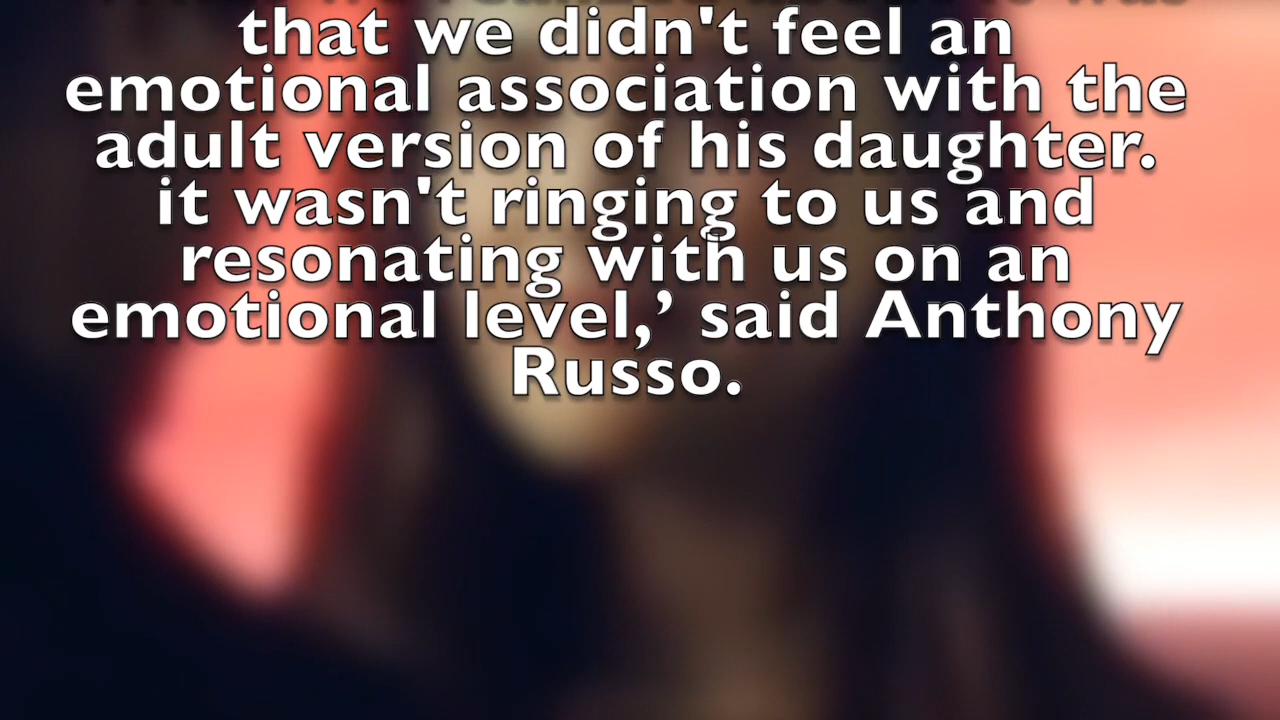 that we didn't feel an
emotional association with the
adult version of his daughter.
it wasn't ringing to us and
resonating with us on an
emotional level,’ said Anthony
Russo.